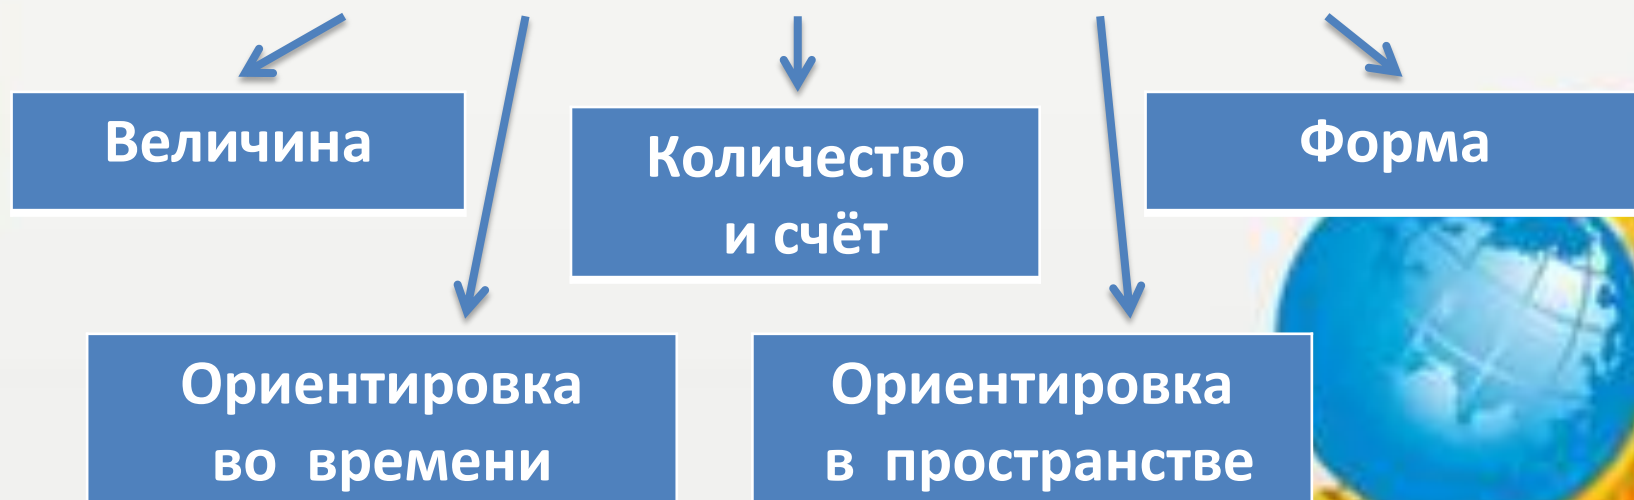 Величина
Количество
и счёт
Форма
Ориентировка
во времени
Ориентировка
в пространстве